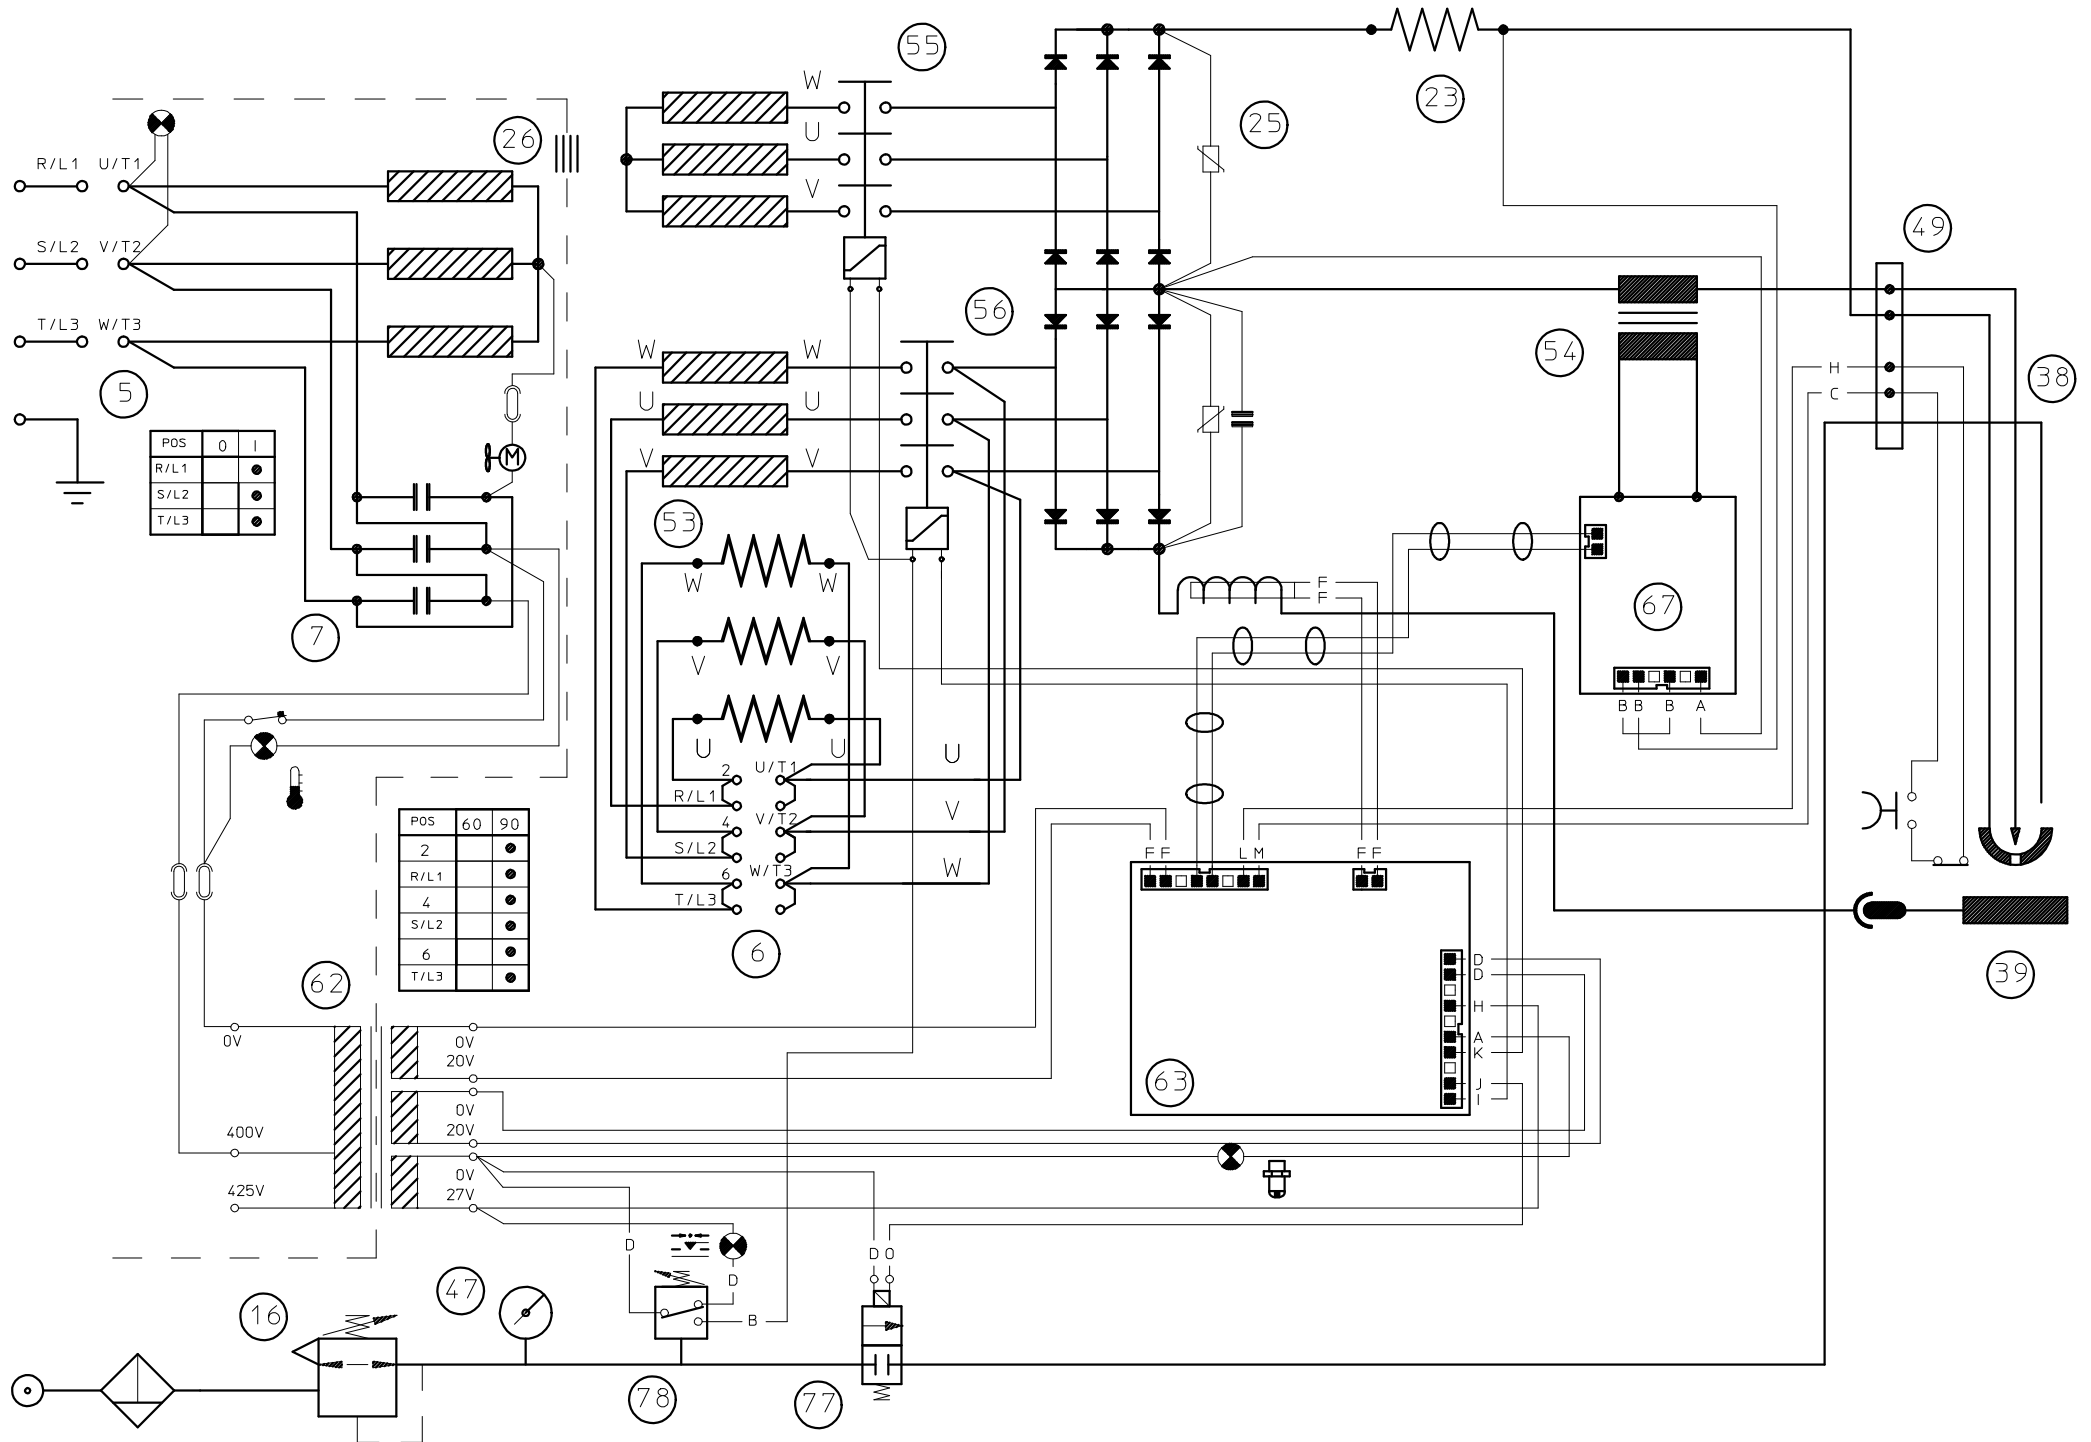 55
W
23
25
26
U
R/L1 U/T1
V
S/L2 V/T2
49
56
T/L3 W/T3
W W
54
38
H
5
C
U U
POS 0 I
R/L1
M
V V
S/L2
T/L3
53
W W
F
F
67
7
V V
B B B A
U U
U
2 U/T1
R/L1
V
4 V/T2
POS 60 90
2
S/L2
F F L M F F
W
6 W/T3
R/L1
4
T/L3
S/L2
6
6
T/L3
D
D
39
62
H
0V
0V
A
20V
K
63
J
I
0V
400V
20V
0V
425V
27V
D
D O
D
47
16
B
78
77